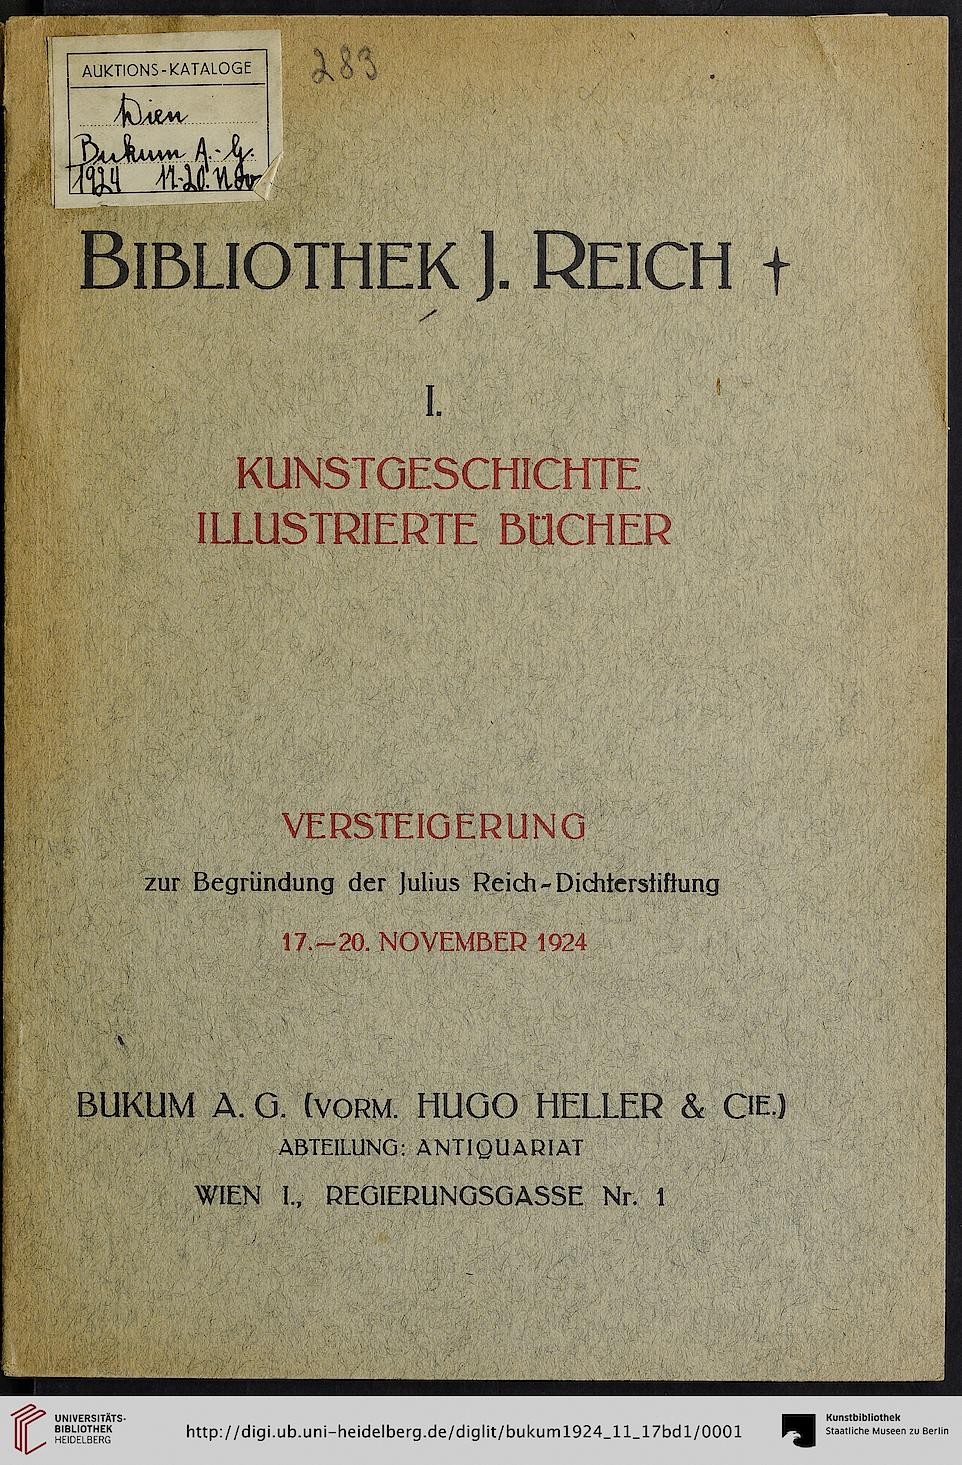 AUKTIONS-KATALOGE
283
Wien
Bukum A.-G.
1924 17.-20. Nov
BIBLIOTHEK J. REICH †
I.
KUNSTGESCHICHTE
ILLUSTRIERTE BÜCHER
VERSTEIGERUNG
zur Begründung der Julius Reich-Dichterstiftung
17.—20. NOVEMBER 1924
BUKUM A. G. (VORM. HUGO HELLER & CIE.)
ABTEILUNG: ANTIQUARIAT
WIEN I., REGIERUNGSGASSE Nr. 1
UNIVERSITÄTS-
BIBLIOTHEK
HEIDELBERG
http://digi.ub.uni-heidelberg.de/diglit/bukum1924_11_17bd1/0001
Kunstbibliothek
Staatliche Museen zu Berlin